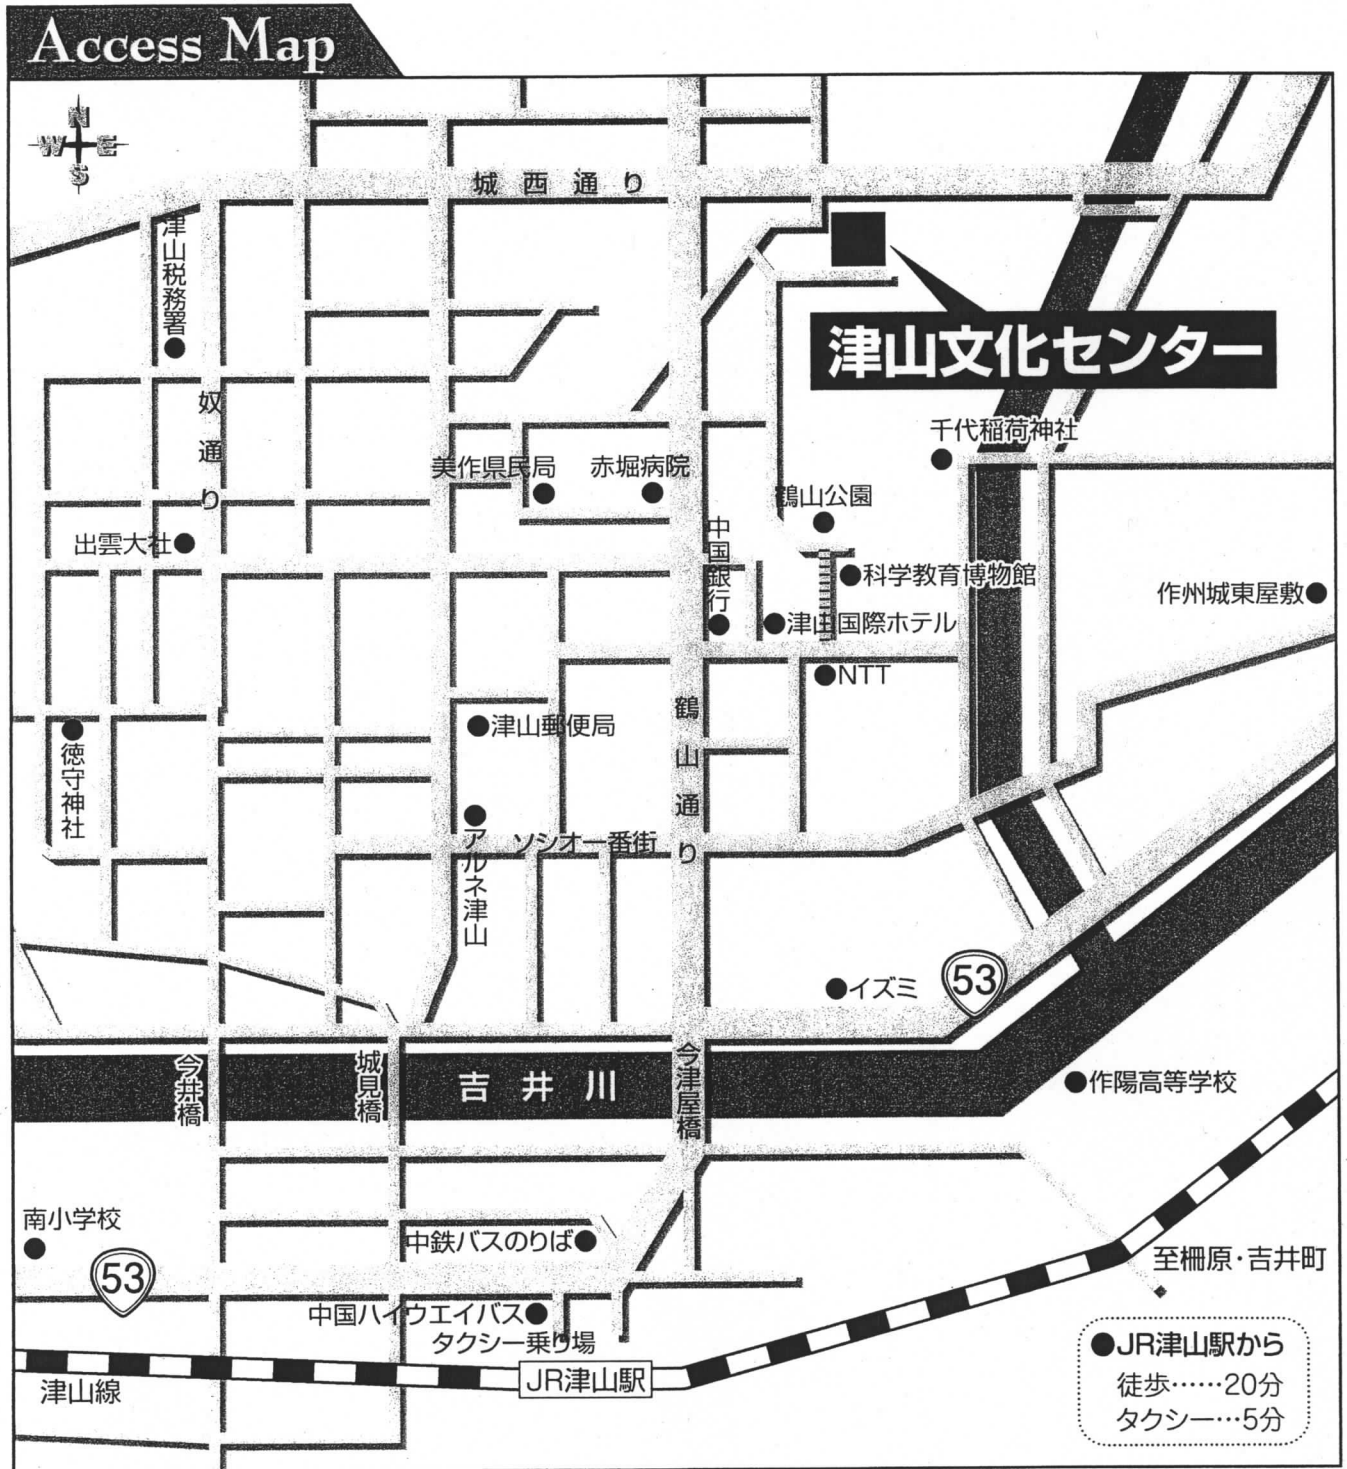 Access Map
N
W E
S
城西通り
津山税務署
津山文化センター
奴通り
千代稲荷神社
美作県民局
赤堀病院
鶴山公園
中国銀行
出雲大社
科学教育博物館
作州城東屋敷
津山国際ホテル
NTT
鶴山通り
津山郵便局
徳守神社
アルネ津山
ソシオ一番街
イズミ
53
今井橋
城見橋
吉井川
今津屋橋
作陽高等学校
南小学校
53
中鉄バスのりば
至柵原・吉井町
中国ハイウエイバス
タクシー乗り場
JR津山駅
津山線
●JR津山駅から
徒歩……20分
タクシー…5分